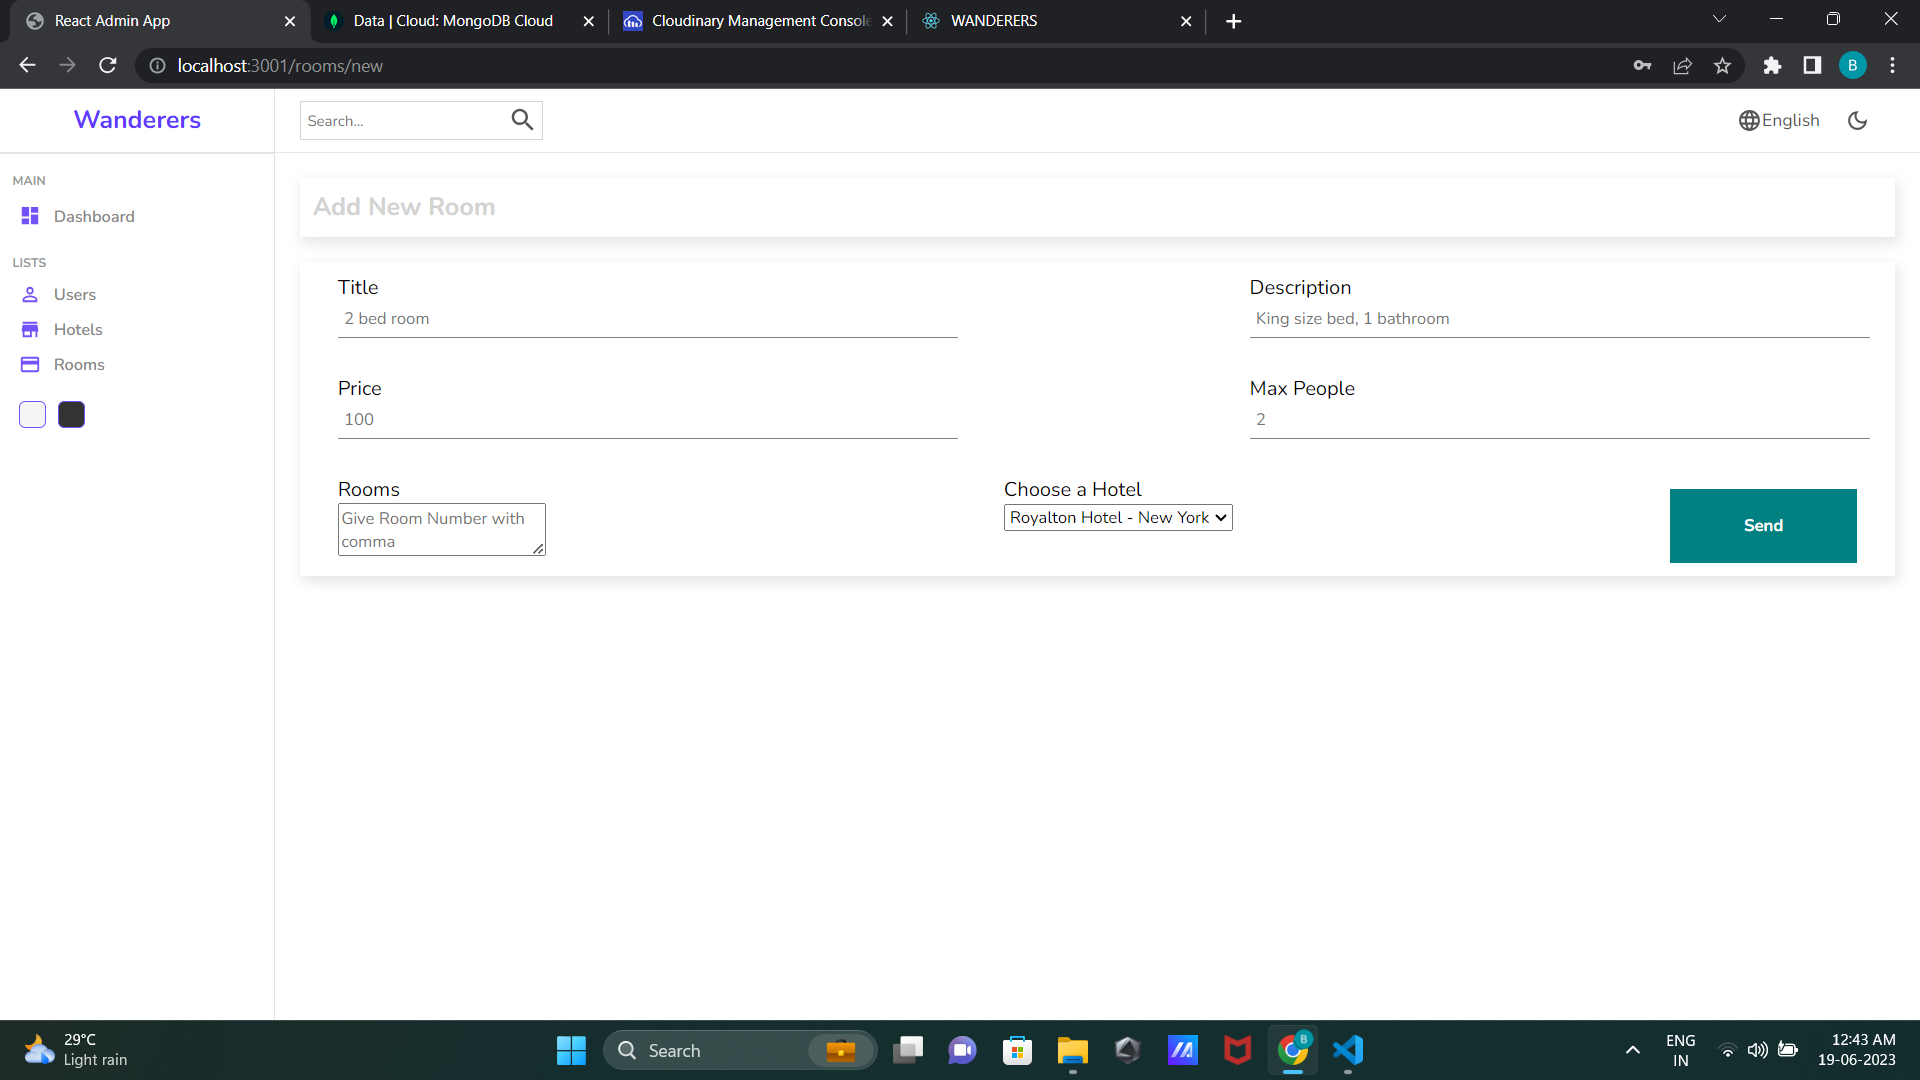 React Admin App
Data | Cloud: MongoDB Cloud
Cloudinary Management Console
WANDERERS
localhost:3001/rooms/new
B
Wanderers
Search...
English
MAIN
Dashboard
LISTS
Users
Hotels
Rooms
Add New Room
Title
2 bed room
Description
King size bed, 1 bathroom
Price
100
Max People
2
Rooms
Give Room Number with
comma
Choose a Hotel
Royalton Hotel - New York
Send
29°C
Light rain
Search
B
ENG
IN
12:43 AM
19-06-2023